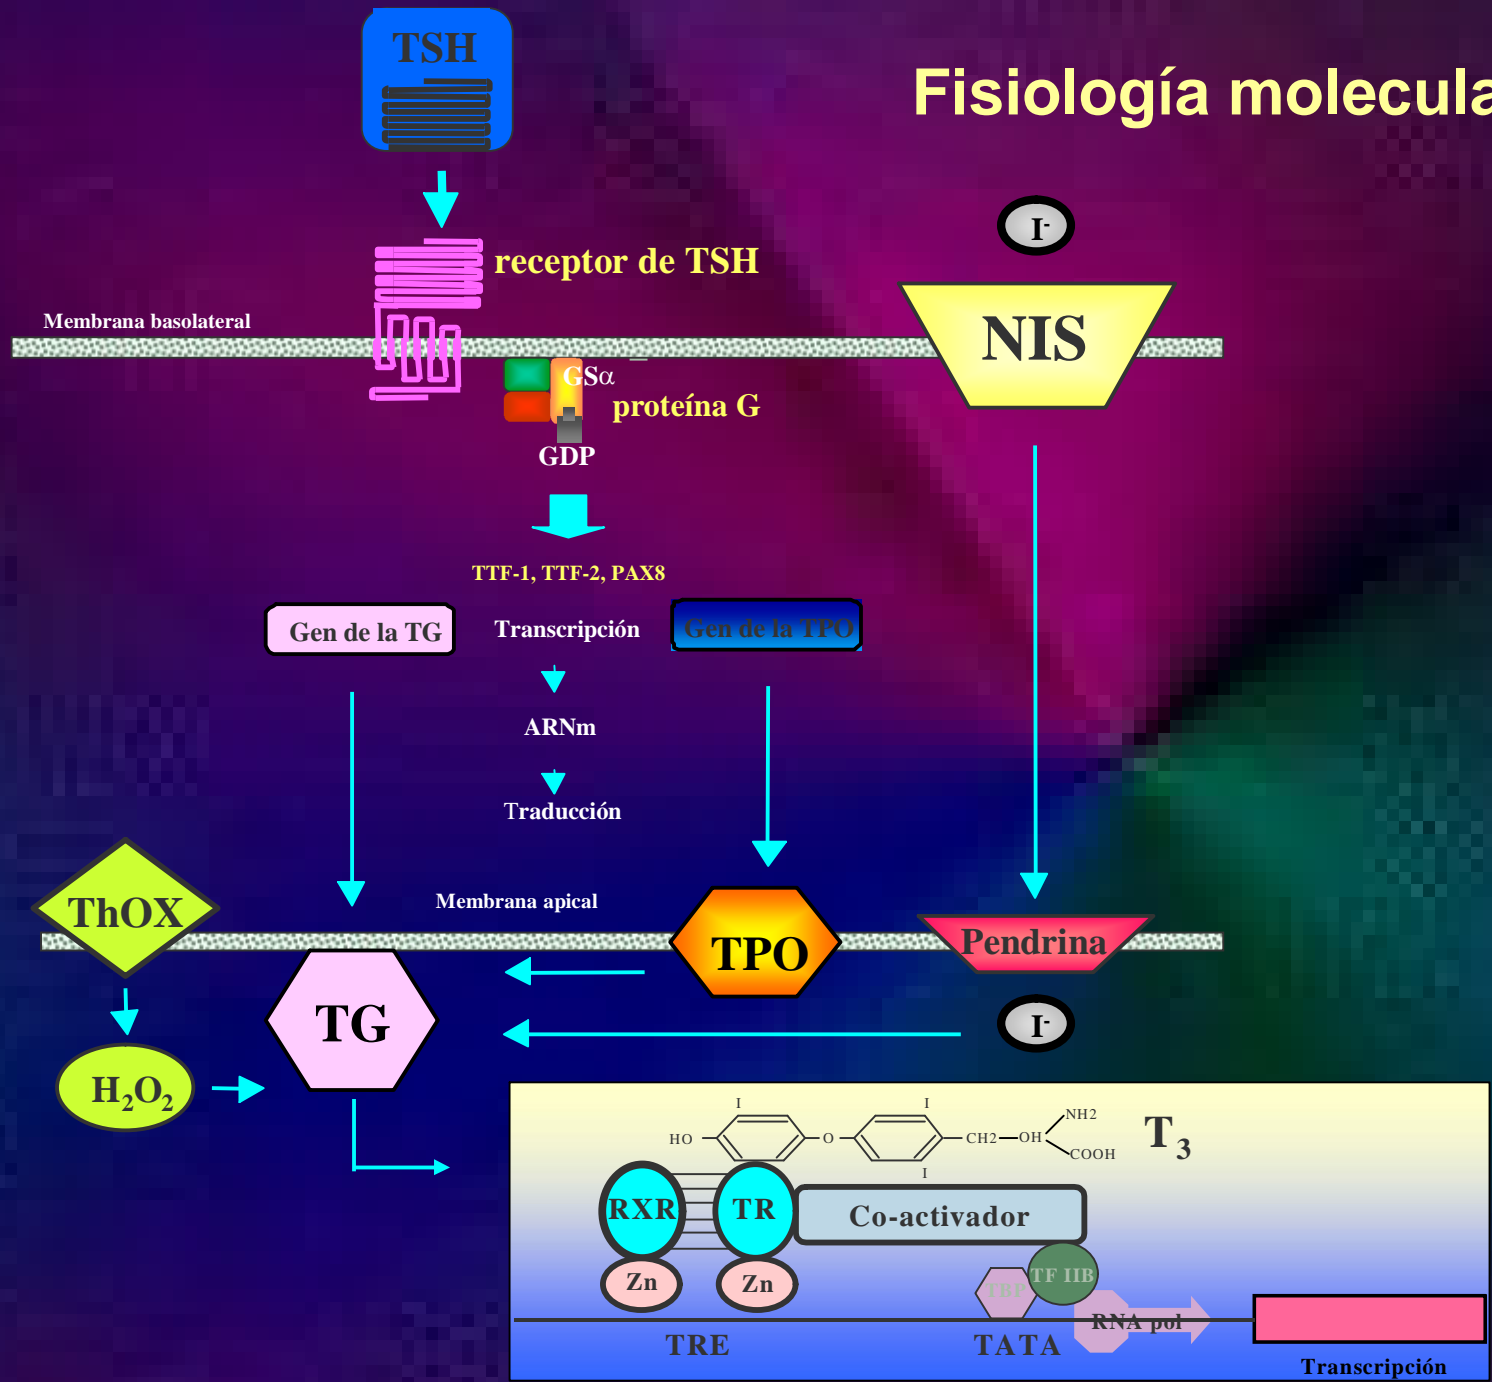 TSH
Fisiología molecula
I-
receptor de TSH
Membrana basolateral
NIS
GSα
proteína G
GDP
TTF-1, TTF-2, PAX8
Gen de la TG
Transcripción
Gen de la TPO
ARNm
Traducción
ThOX
Membrana apical
TPO
Pendrina
TG
I-
H2O2
I
I
NH2
HO
O
CH2
OH
COOH
I
T3
RXR
TR
Co-activador
Zn
Zn
TBP
TF IIB
RNA pol
TRE
TATA
Transcripción